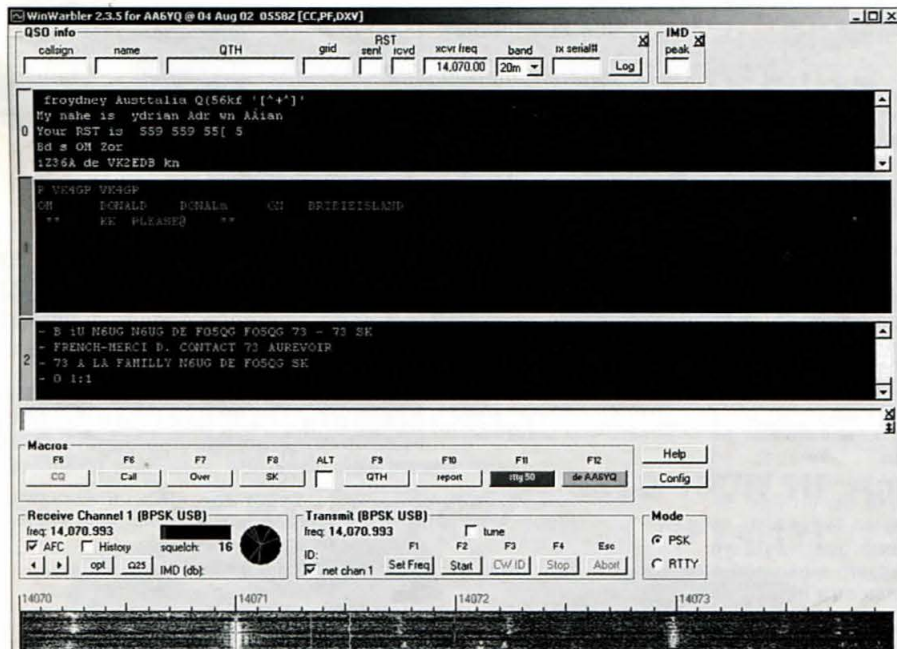 WinWarbler 2.3.5 for AA6YQ @ 04 Aug 02 0558Z [CC,PF,DXV]
QSO info
RST
IMD
callsign name QTH grid sent rcvd xcvr freq band rx serial# peak
14,070.00 20m Log
0
froydney Austtalia Q(56kf '[^+^]'
My nahe is ydrian Adr wn AÄian
Your RST is 559 559 55[ 5
Bd s OM Zor
iZ36A de VK2EDB kn
1
P VK4GP VK4GP
OM DONALD DONALm ON BRIBIEISLAND
** KK PLEASE@ **
2
- B iU N6UG N6UG DE FO5QG FO5QG 73 - 73 SK
- FRENCH-MERCI D. CONTACT 73 AUREVOIR
- 73 A LA FAMILLY N6UG DE FO5QG SK
- O 1:1
Macros
F5 F6 F7 F8 ALT F9 F10 F11 F12
CQ Call Over SK QTH report rttg 50 de AA6YQ
Help
Config
Receive Channel 1 (BPSK USB)
freq: 14,070.993
AFC History squelch: 16
opt Ω25 IMD (db):
Transmit (BPSK USB)
freq: 14,070.993 tune
ID: F1 F2 F3 F4 Esc
net chan 1 Set Freq Start CW ID Stop Abort
Mode
PSK
RTTY
14070 14071 14072 14073